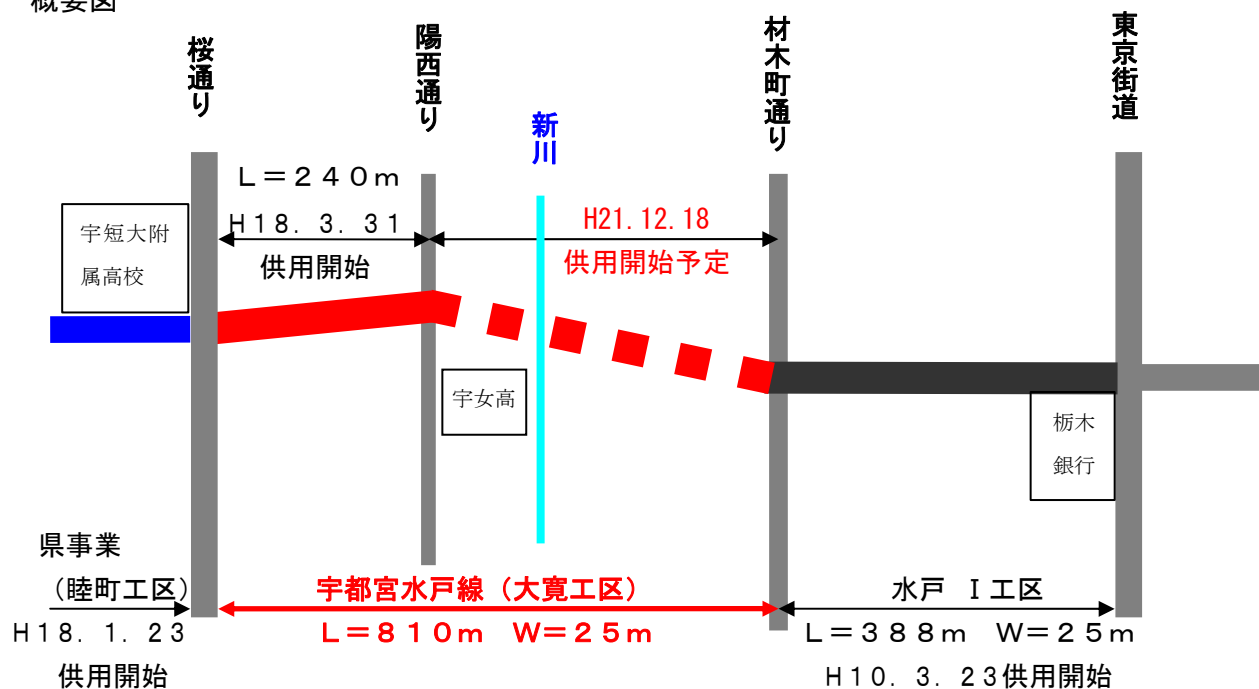 概要図
桜通り
陽西通り
新川
材木町通り
東京街道
L=240m
H18.3.31
供用開始
H21.12.18
供用開始予定
宇短大附
属高校
宇女高
栃木
銀行
県事業
(睦町工区)
H18.1.23
供用開始
宇都宮水戸線(大寛工区)
L=810m W=25m
水戸 Ⅰ工区
L=388m W=25m
H10.3.23供用開始